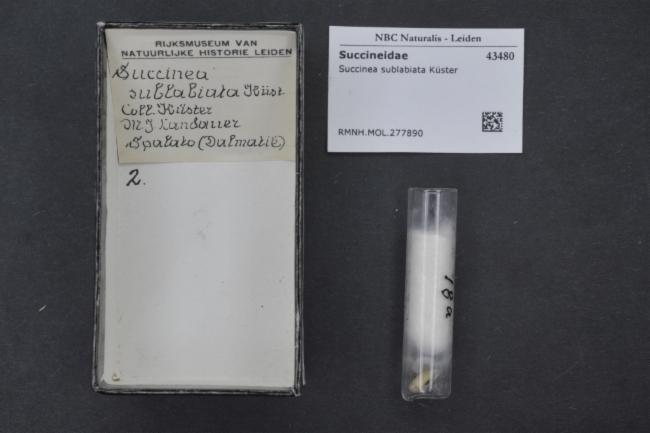 RIJKSMUSEUM VAN
NATUURLIJKE HISTORIE LEIDEN
Succinea
sublabiata Küst.
Coll. Küster
Spalato (Dalmatië)
2.
NBC Naturalis - Leiden
Succineidae 43480
Succinea sublabiata Küster
RMNH.MOL.277890
18a